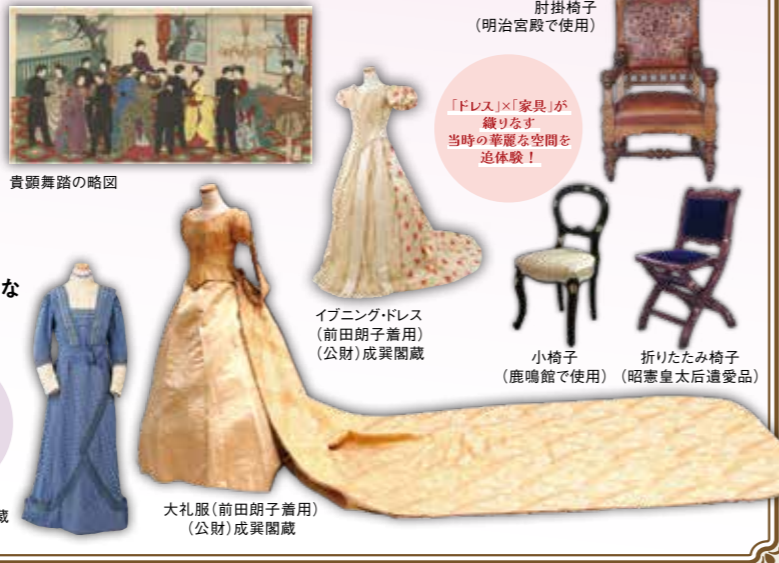 肘掛椅子
(明治宮殿で使用)
「ドレス」×「家具」が
織りなす
当時の華麗な空間を
追体験!
貴顕舞踏の略図
な
イブニング・ドレス
(前田朗子着用)
(公財)成巽閣蔵
小椅子
(鹿鳴館で使用)
折りたたみ椅子
(昭憲皇太后遺愛品)
大礼服(前田朗子着用)
(公財)成巽閣蔵
蔵